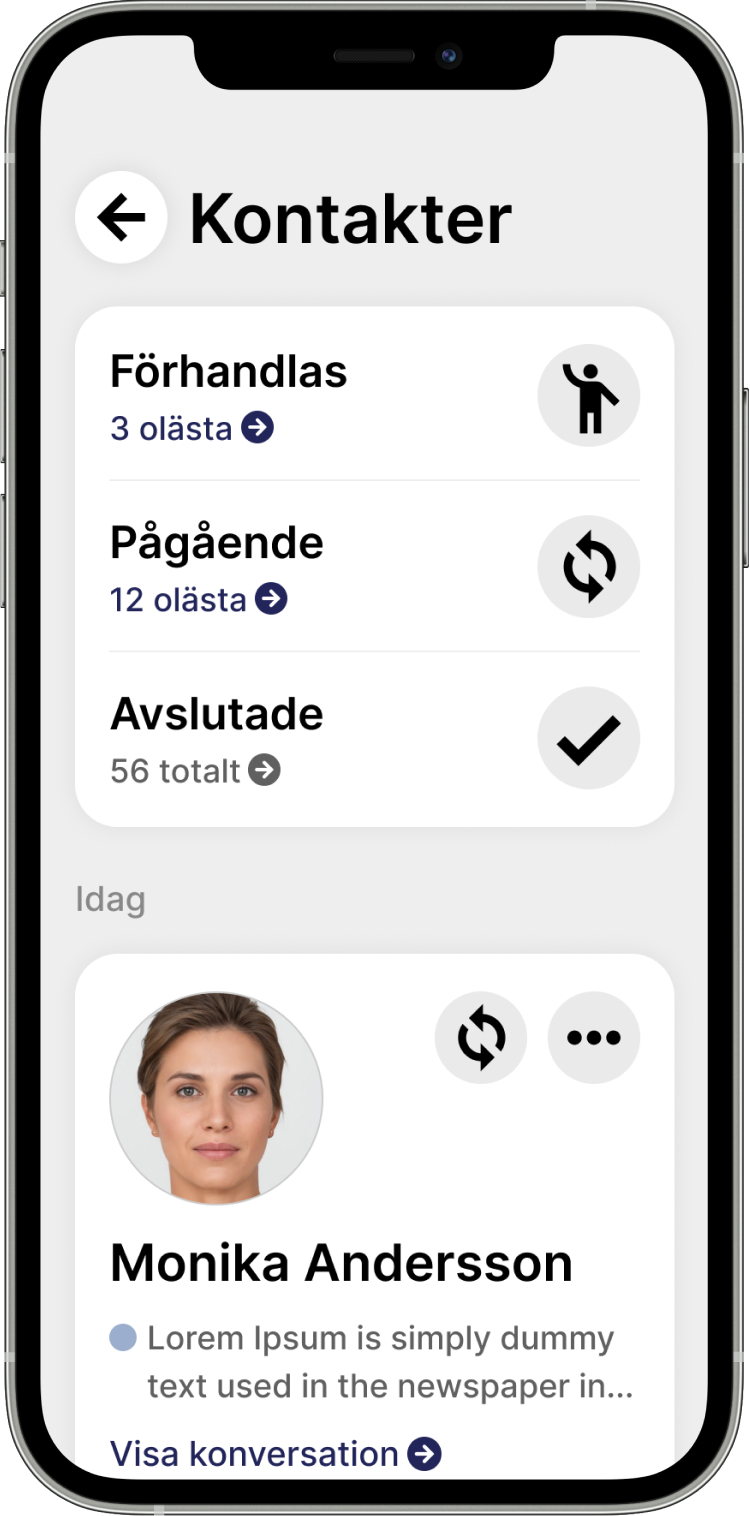 Kontakter
Förhandlas
3 olästa
Pågående
12 olästa
Avslutade
56 totalt
Idag
Monika Andersson
Lorem Ipsum is simply dummy
text used in the newspaper in...
Visa konversation